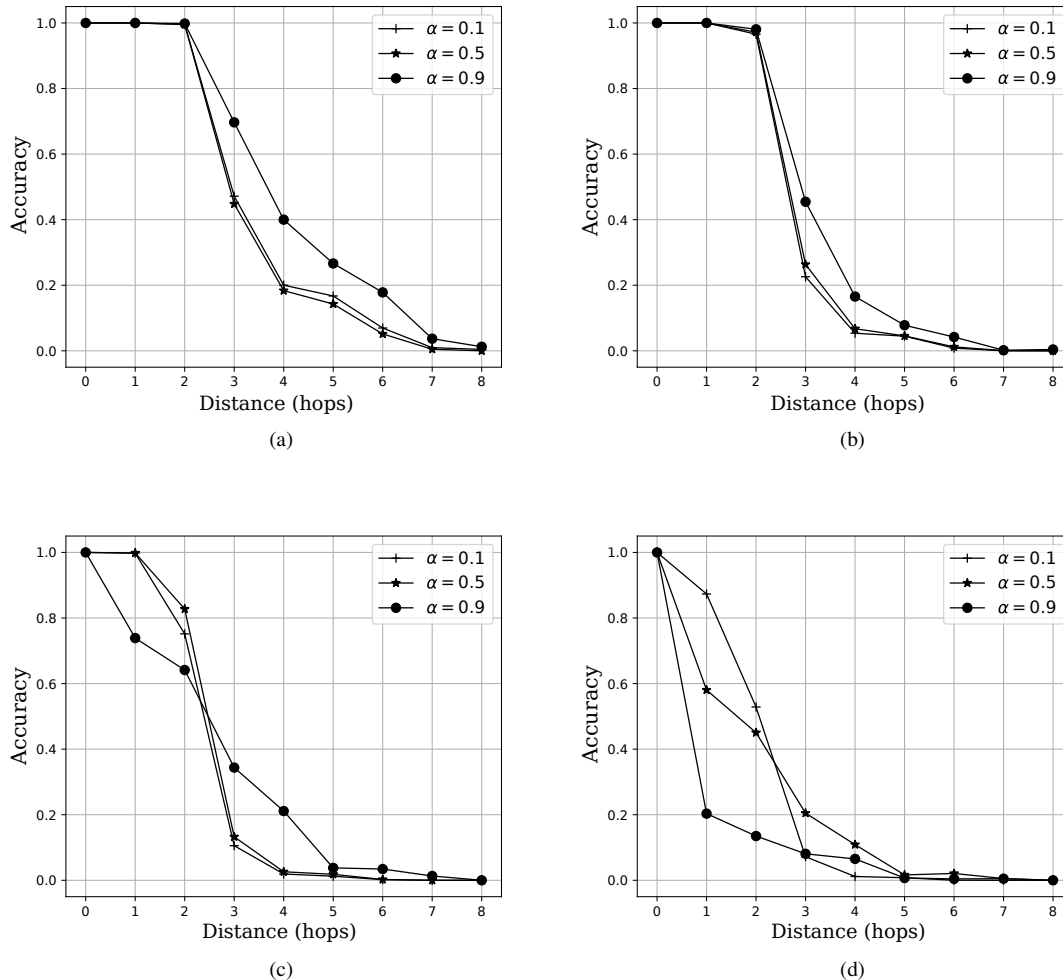 α = 0.1
α = 0.5
α = 0.9
Accuracy
1.0
0.8
0.6
0.4
0.2
0.0
0 1 2 3 4 5 6 7 8
Distance (hops)
(a)
α = 0.1
α = 0.5
α = 0.9
Accuracy
1.0
0.8
0.6
0.4
0.2
0.0
0 1 2 3 4 5 6 7 8
Distance (hops)
(b)
α = 0.1
α = 0.5
α = 0.9
Accuracy
1.0
0.8
0.6
0.4
0.2
0.0
0 1 2 3 4 5 6 7 8
Distance (hops)
(c)
α = 0.1
α = 0.5
α = 0.9
Accuracy
1.0
0.8
0.6
0.4
0.2
0.0
0 1 2 3 4 5 6 7 8
Distance (hops)
(d)